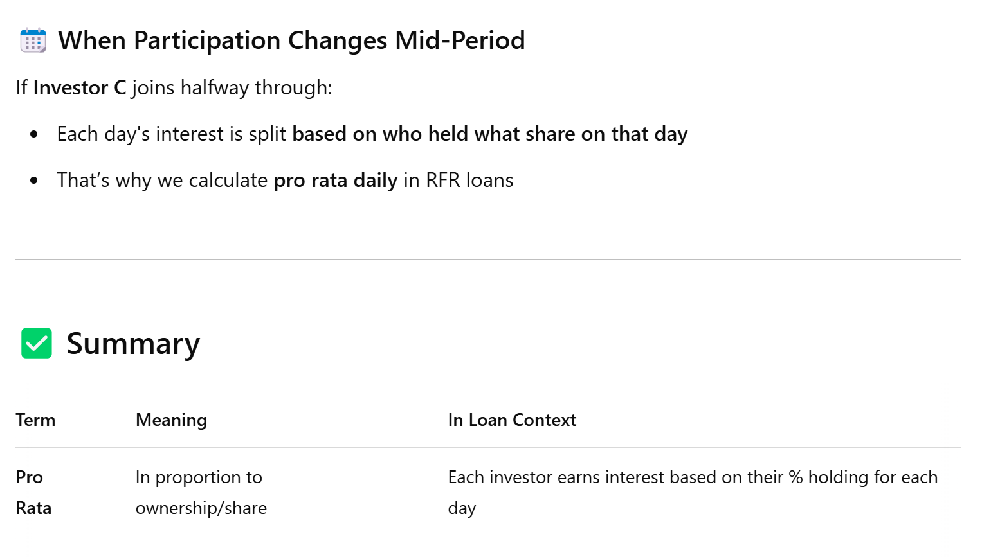 When Participation Changes Mid-Period
If Investor C joins halfway through:
Each day's interest is split based on who held what share on that day
That’s why we calculate pro rata daily in RFR loans
Summary
Term Meaning In Loan Context
Pro In proportion to Each investor earns interest based on their % holding for each
Rata ownership/share day